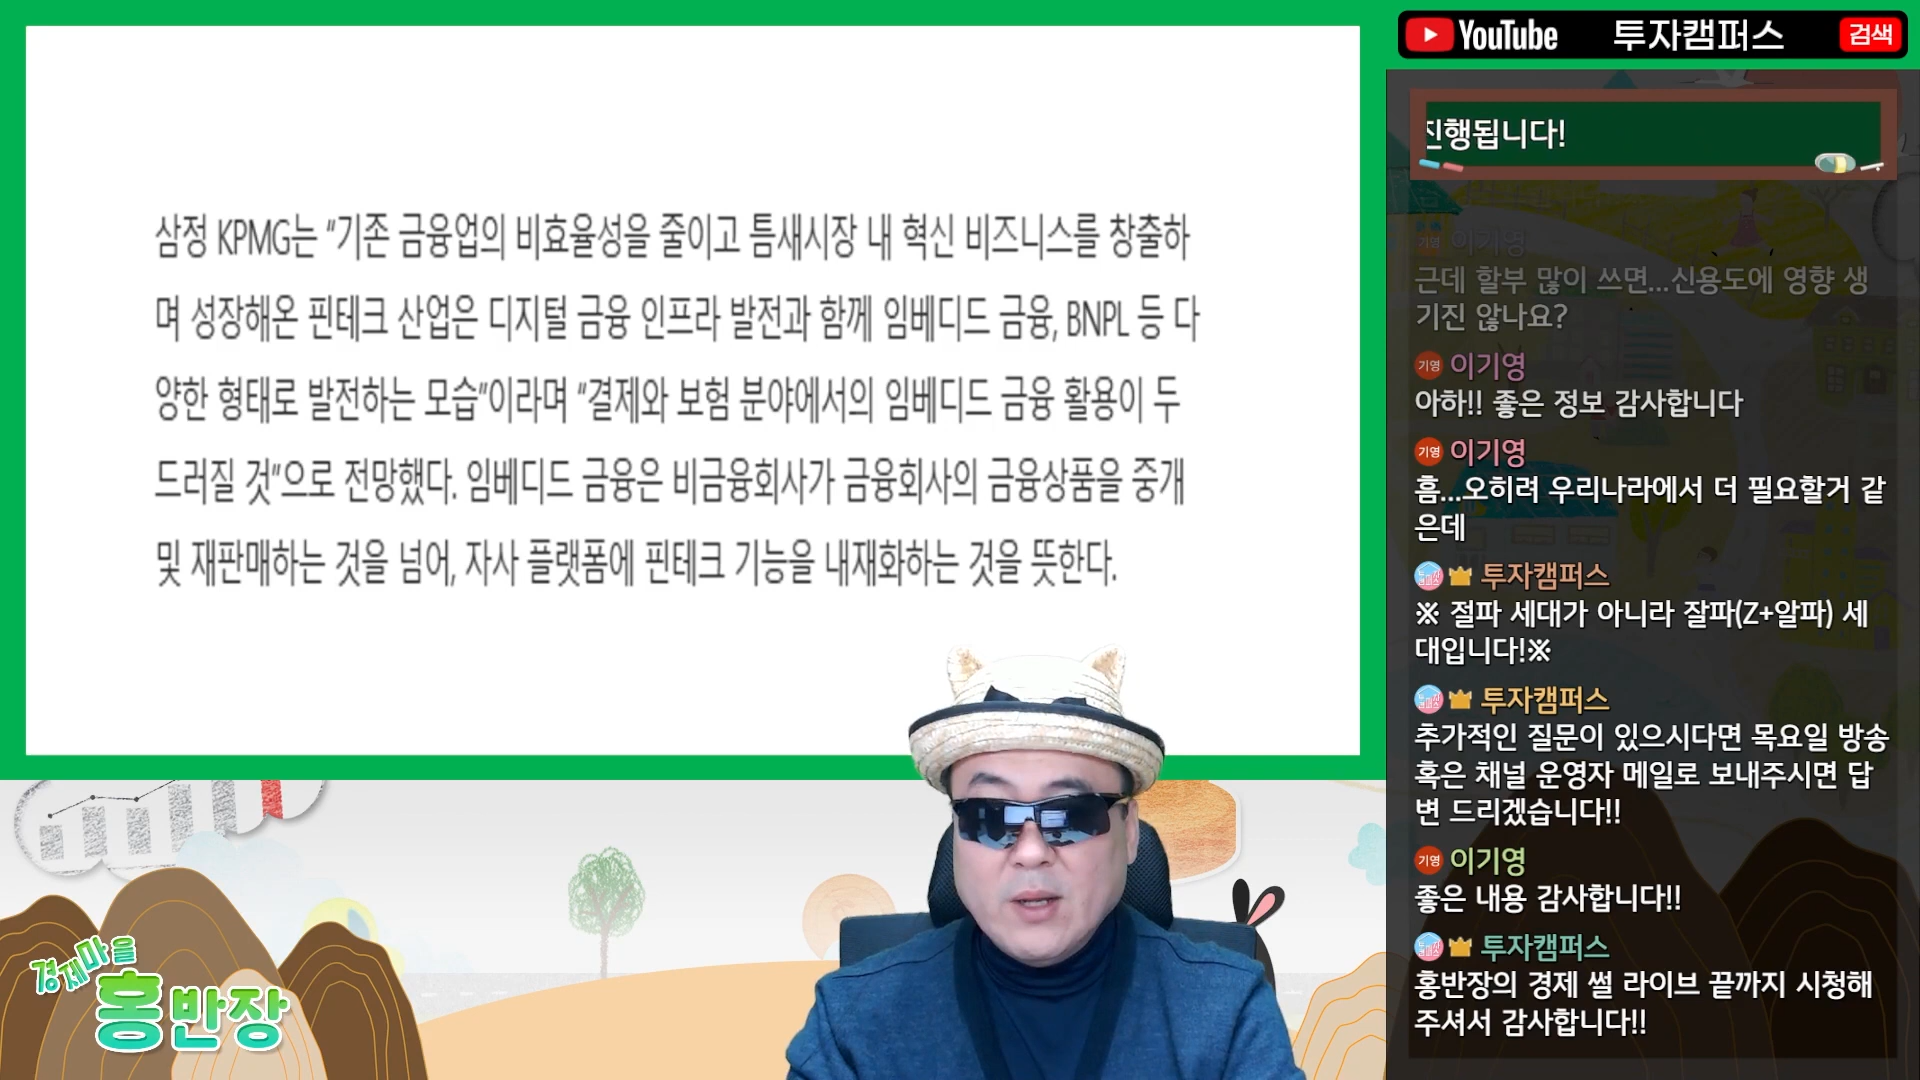 삼정 KPMG는 “기존 금융업의 비효율성을 줄이고 틈새시장 내 혁신 비즈니스를 창출하
며 성장해온 핀테크 산업은 디지털 금융 인프라 발전과 함께 임베디드 금융, BNPL 등 다
양한 형태로 발전하는 모습”이라며 “결제와 보험 분야에서의 임베디드 금융 활용이 두
드러질 것”으로 전망했다. 임베디드 금융은 비금융회사가 금융회사의 금융상품을 중개
및 재판매하는 것을 넘어, 자사 플랫폼에 핀테크 기능을 내재화하는 것을 뜻한다.
경제마을
홍반장
YouTube 투자캠퍼스 검색
진행됩니다!
기영 이기영
근데 할부 많이 쓰면...신용도에 영향 생
기진 않나요?
기영 이기영
아하!! 좋은 정보 감사합니다
기영 이기영
흠...오히려 우리나라에서 더 필요할거 같
은데
투자캠퍼스
※ 절파 세대가 아니라 잘파(Z+알파) 세
대입니다!※
투자캠퍼스
추가적인 질문이 있으시다면 목요일 방송
혹은 채널 운영자 메일로 보내주시면 답
변 드리겠습니다!!
기영 이기영
좋은 내용 감사합니다!!
투자캠퍼스
홍반장의 경제 썰 라이브 끝까지 시청해
주셔서 감사합니다!!